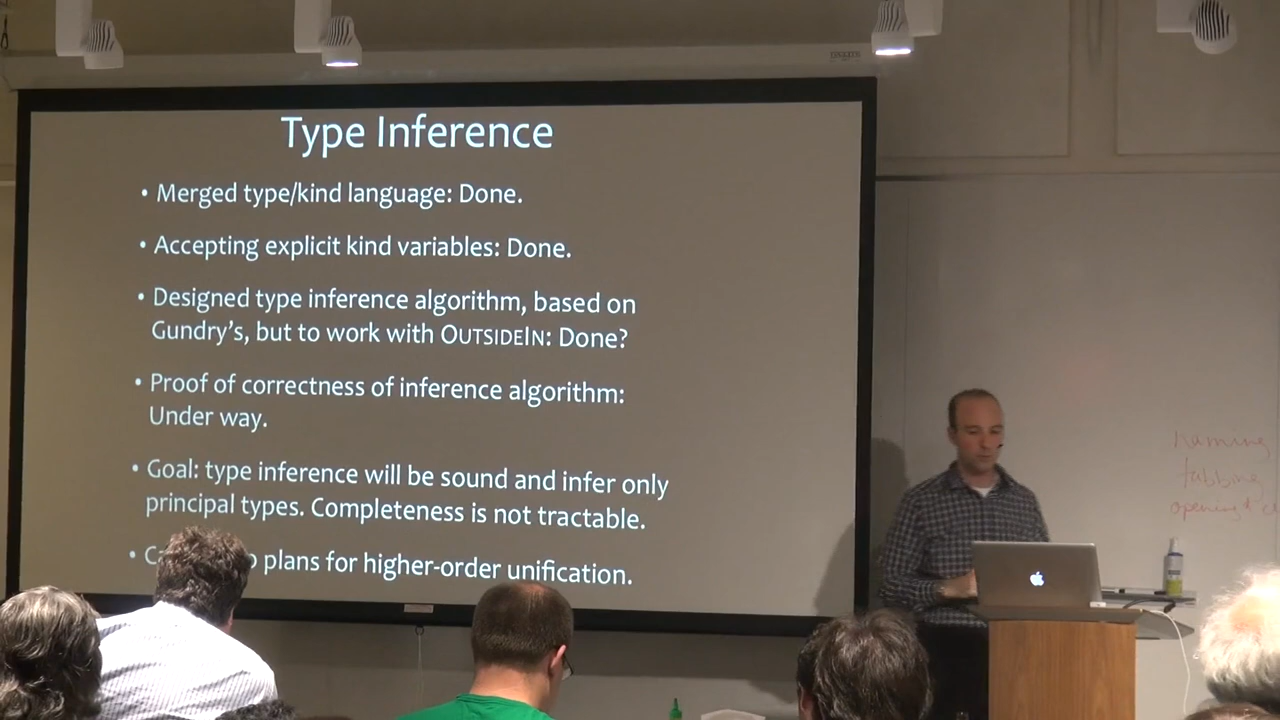 Type Inference
• Merged type/kind language: Done.
• Accepting explicit kind variables: Done.
• Designed type inference algorithm, based on
Gundry's, but to work with OUTSIDEIN: Done?
• Proof of correctness of inference algorithm:
Under way.
• Goal: type inference will be sound and infer only
principal types. Completeness is not tractable.
• plans for higher-order unification.
naming